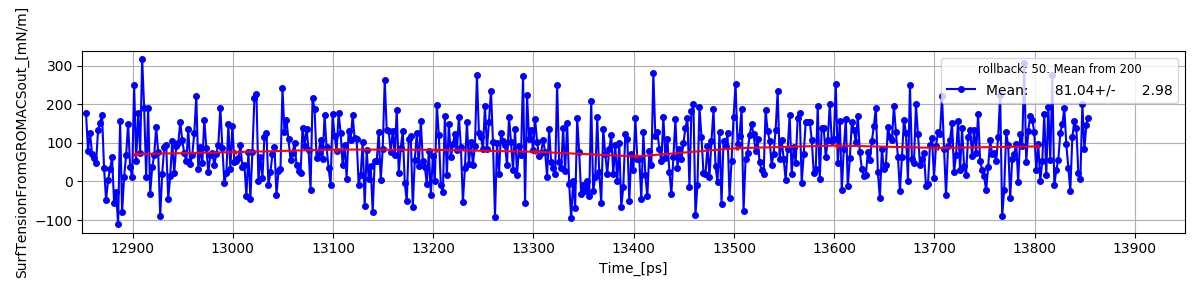 SurfTensionFromGROMACSout_[mN/m]
300
200
100
0
−100
rollback: 50. Mean from 200
Mean: 81.04+/- 2.98
12900 13000 13100 13200 13300 13400 13500 13600 13700 13800 13900
Time_[ps]